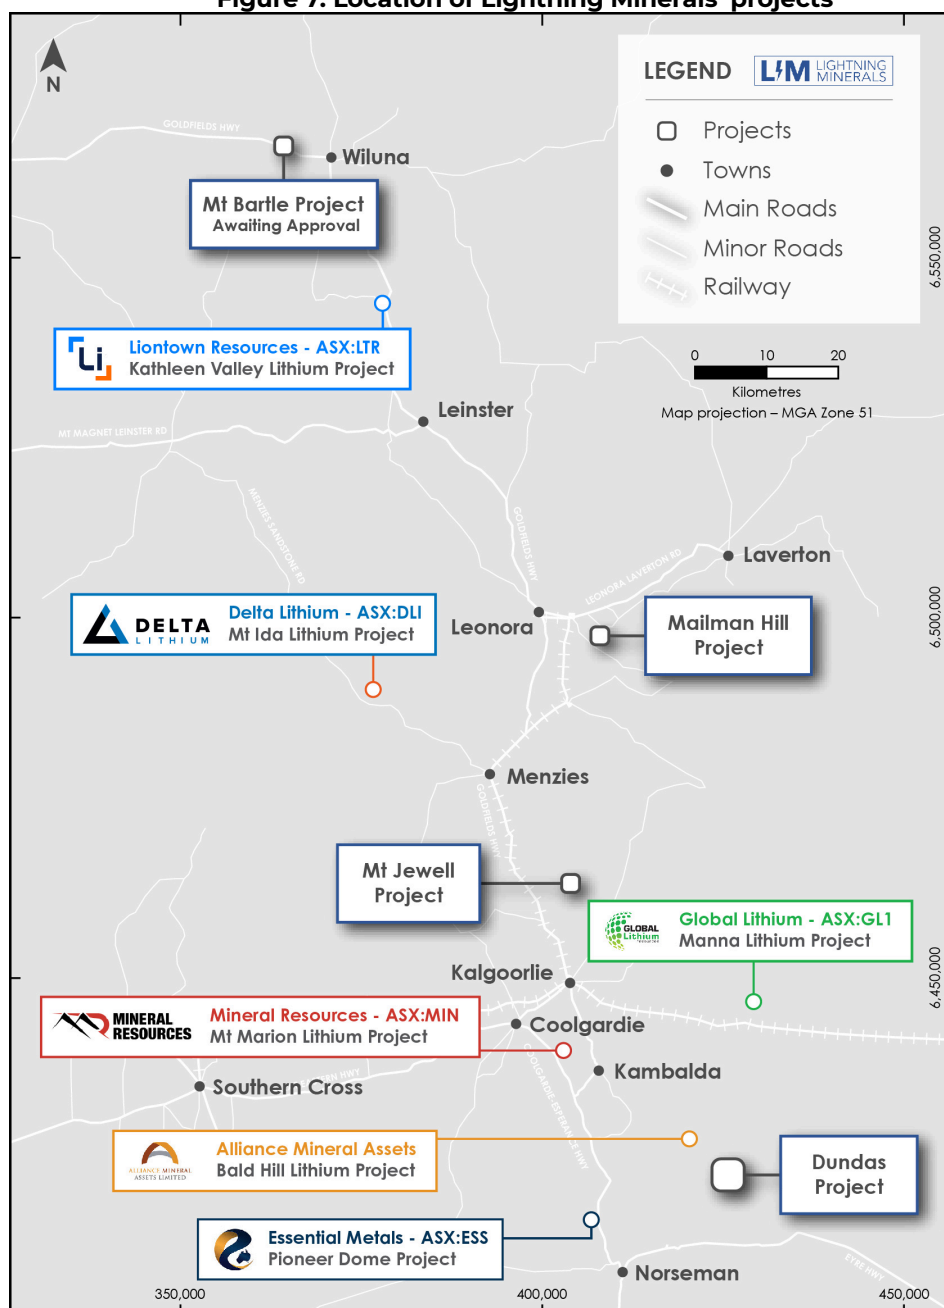 Figure 7: Location of Lightning Minerals' projects
N
LEGEND
LIM LIGHTNING
MINERALS
Projects
Towns
Main Roads
Minor Roads
Railway
0 10 20
Kilometres
Map projection – MGA Zone 51
GOLDFIELDS HWY
Wiluna
Mt Bartle Project
Awaiting Approval
6,550,000
Li
Liontown Resources - ASX:LTR
Kathleen Valley Lithium Project
Leinster
MT MAGNET LEINSTER RD
MENZIES SANDSTONE RD
GOLDFIELDS HWY
Laverton
LEONORA LAVERTON RD
DELTA
LITHIUM
Delta Lithium - ASX:DLI
Mt Ida Lithium Project
Leonora
Mailman Hill
Project
6,500,000
Menzies
GOLDFIELDS HWY
Mt Jewell
Project
GLOBAL
Lithium
Global Lithium - ASX:GL1
Manna Lithium Project
Kalgoorlie
6,450,000
MINERAL
RESOURCES
Mineral Resources - ASX:MIN
Mt Marion Lithium Project
Coolgardie
Kambalda
Southern Cross
EASTERN HWY
COOLGARDIE-ESPERANCE HWY
ALLIANCE MINERAL
ASSETS LIMITED
Alliance Mineral Assets
Bald Hill Lithium Project
Dundas
Project
Essential Metals - ASX:ESS
Pioneer Dome Project
Norseman
EYRE HWY
350,000
400,000
450,000